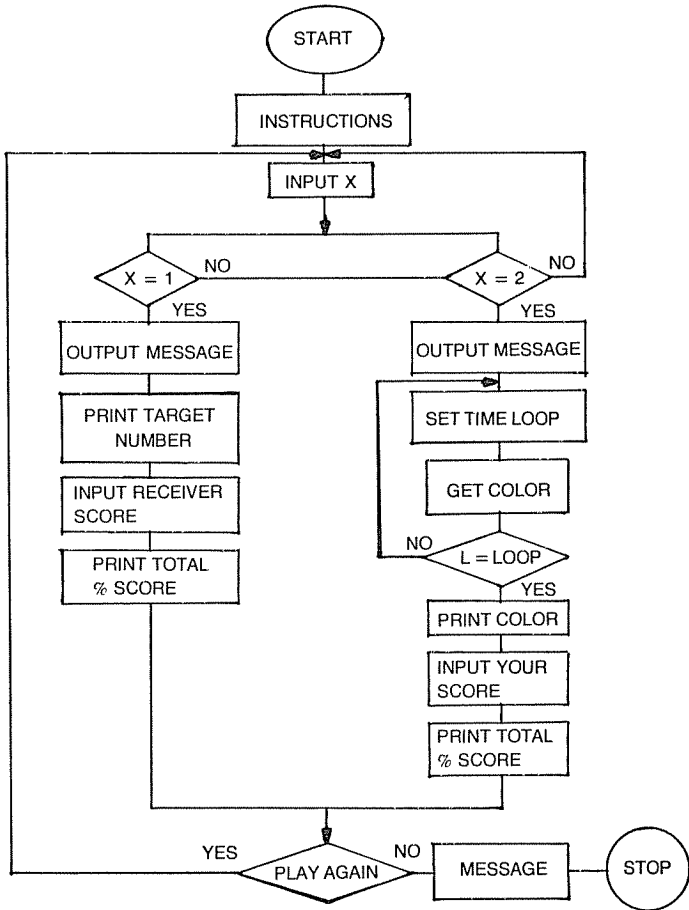 START
INSTRUCTIONS
INPUT X
X = 1
NO
YES
X = 2
NO
YES
OUTPUT MESSAGE
PRINT TARGET
NUMBER
INPUT RECEIVER
SCORE
PRINT TOTAL
% SCORE
OUTPUT MESSAGE
SET TIME LOOP
GET COLOR
NO
L = LOOP
YES
PRINT COLOR
INPUT YOUR
SCORE
PRINT TOTAL
% SCORE
YES
PLAY AGAIN
NO
MESSAGE
STOP